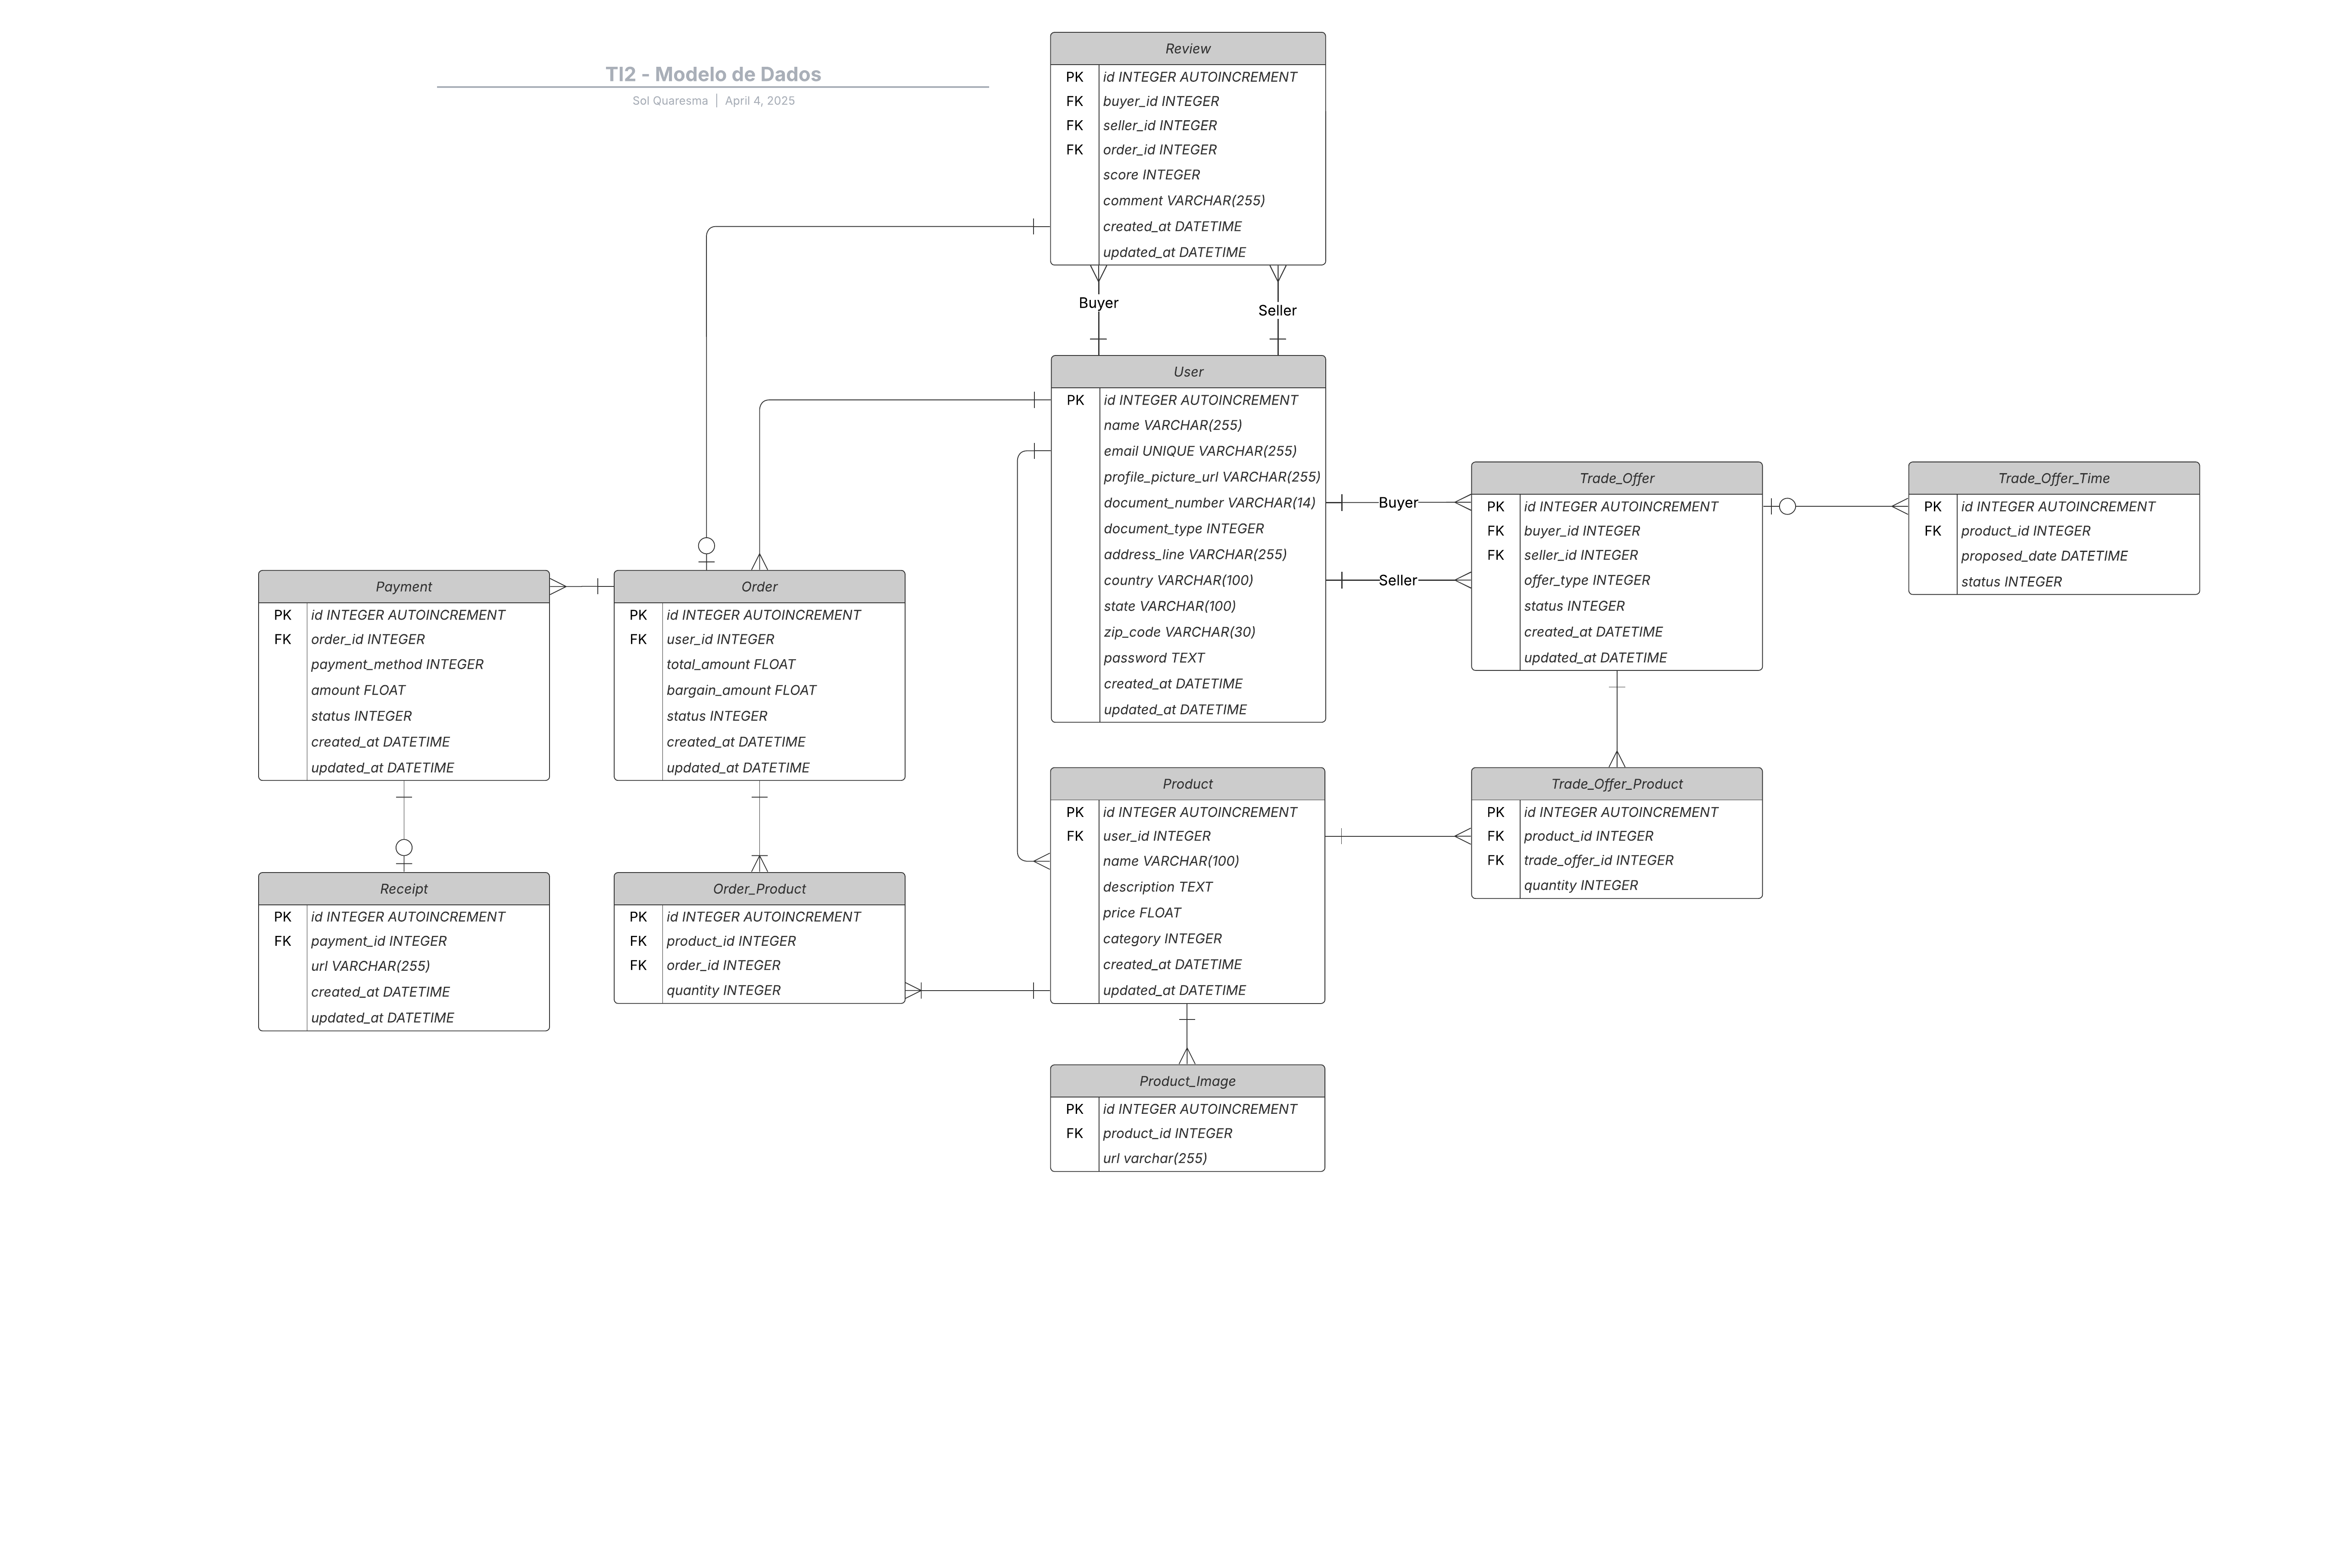 TI2 - Modelo de Dados
Sol Quaresma | April 4, 2025
Review
PK id INTEGER AUTOINCREMENT
FK buyer_id INTEGER
FK seller_id INTEGER
FK order_id INTEGER
score INTEGER
comment VARCHAR(255)
created_at DATETIME
updated_at DATETIME
Buyer
Seller
User
PK id INTEGER AUTOINCREMENT
name VARCHAR(255)
email UNIQUE VARCHAR(255)
profile_picture_url VARCHAR(255)
document_number VARCHAR(14)
document_type INTEGER
address_line VARCHAR(255)
country VARCHAR(100)
state VARCHAR(100)
zip_code VARCHAR(30)
password TEXT
created_at DATETIME
updated_at DATETIME
Buyer
Seller
Trade_Offer
PK id INTEGER AUTOINCREMENT
FK buyer_id INTEGER
FK seller_id INTEGER
offer_type INTEGER
status INTEGER
created_at DATETIME
updated_at DATETIME
Trade_Offer_Time
PK id INTEGER AUTOINCREMENT
FK product_id INTEGER
proposed_date DATETIME
status INTEGER
Payment
PK id INTEGER AUTOINCREMENT
FK order_id INTEGER
payment_method INTEGER
amount FLOAT
status INTEGER
created_at DATETIME
updated_at DATETIME
Order
PK id INTEGER AUTOINCREMENT
FK user_id INTEGER
total_amount FLOAT
bargain_amount FLOAT
status INTEGER
created_at DATETIME
updated_at DATETIME
Product
PK id INTEGER AUTOINCREMENT
FK user_id INTEGER
name VARCHAR(100)
description TEXT
price FLOAT
category INTEGER
created_at DATETIME
updated_at DATETIME
Trade_Offer_Product
PK id INTEGER AUTOINCREMENT
FK product_id INTEGER
FK trade_offer_id INTEGER
quantity INTEGER
Receipt
PK id INTEGER AUTOINCREMENT
FK payment_id INTEGER
url VARCHAR(255)
created_at DATETIME
updated_at DATETIME
Order_Product
PK id INTEGER AUTOINCREMENT
FK product_id INTEGER
FK order_id INTEGER
quantity INTEGER
Product_Image
PK id INTEGER AUTOINCREMENT
FK product_id INTEGER
url varchar(255)